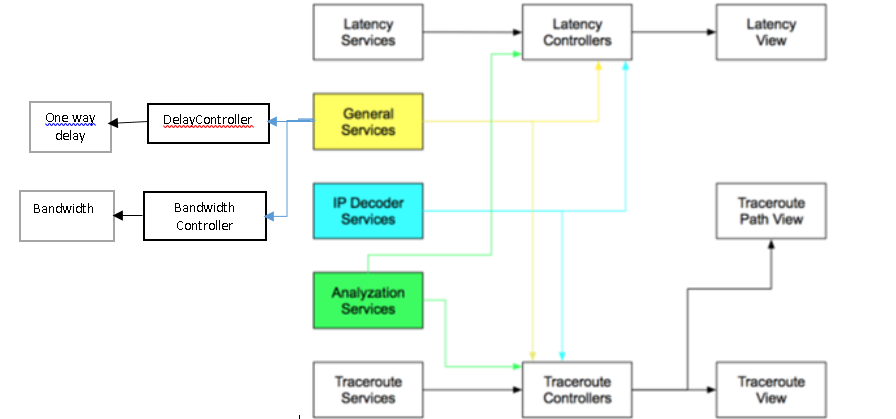 Latency
Services
Latency
Controllers
Latency
View
One way
delay
DelayController
General
Services
Bandwidth
Bandwidth
Controller
IP Decoder
Services
Traceroute
Path View
Analyzation
Services
Traceroute
Services
Traceroute
Controllers
Traceroute
View